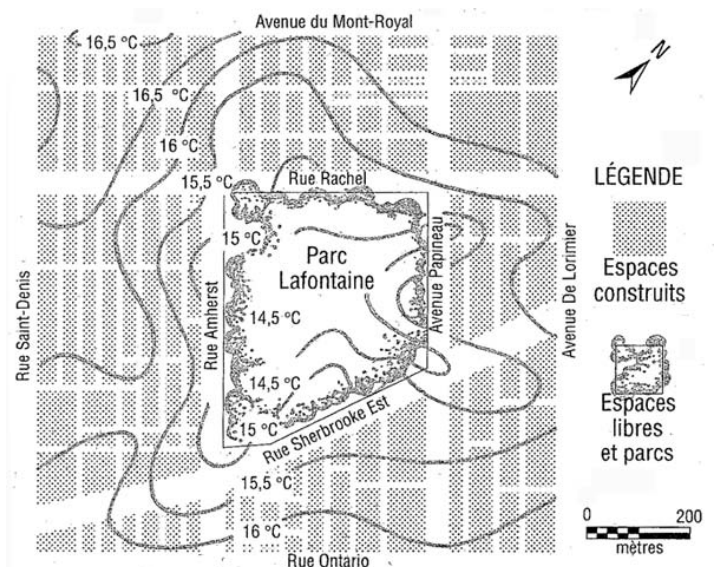 Avenue du Mont-Royal
16,5 °C
16,5 °C
16 °C
15,5 °C
Rue Rachel
15 °C
Parc
Lafontaine
14,5 °C
14,5 °C
15 °C
Rue Saint-Denis
Rue Amherst
Avenue Papineau
Avenue De Lorimier
Rue Sherbrooke Est
15,5 °C
16 °C
Rue Ontario
N
LÉGENDE
Espaces
construits
Espaces
libres
et parcs
0 200
mètres